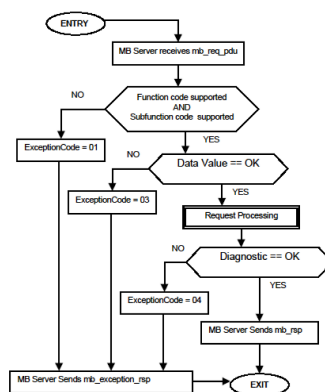 ENTRY
MB Server receives mb_req_pdu
NO
Function code supported
AND
Subfunction code supported
YES
ExceptionCode = 01
NO
Data Value == OK
YES
ExceptionCode = 03
Request Processing
NO
Diagnostic == OK
YES
ExceptionCode = 04
MB Server Sends mb_rsp
MB Server Sends mb_exception_rsp
EXIT